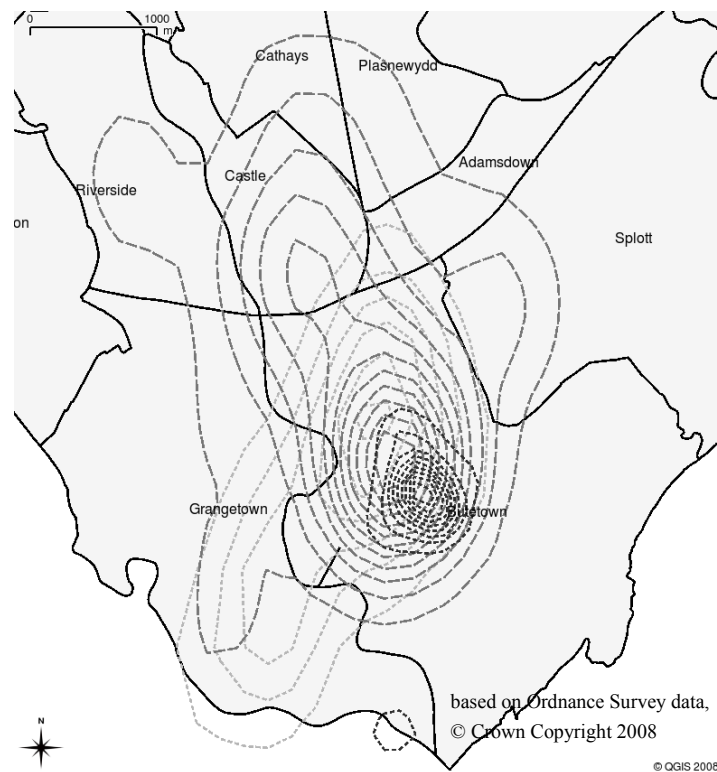 0 1000
m
Cathays
Plasnewydd
Adamsdown
Castle
Riverside
on
Splott
Grangetown
Butetown
based on Ordnance Survey data,
© Crown Copyright 2008
N
© QGIS 2008